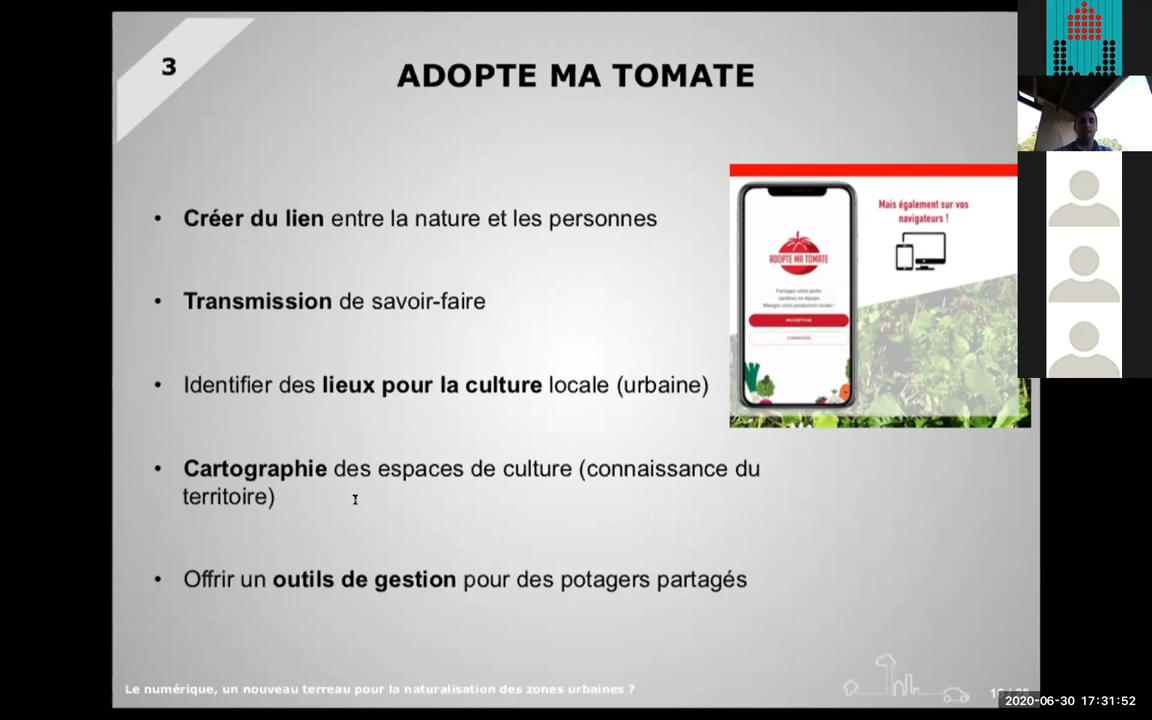 3
ADOPTE MA TOMATE
• Créer du lien entre la nature et les personnes
• Transmission de savoir-faire
• Identifier des lieux pour la culture locale (urbaine)
• Cartographie des espaces de culture (connaissance du
territoire)
• Offrir un outils de gestion pour des potagers partagés
Mais également sur vos
navigateurs !
ADOPTE MA TOMATE
Partagez votre jardin
Jardinez en équipe
Mangez votre production locale !
INSCRIPTION
CONNEXION
Le numérique, un nouveau terreau pour la naturalisation des zones urbaines ?
2020-06-30 17:31:52